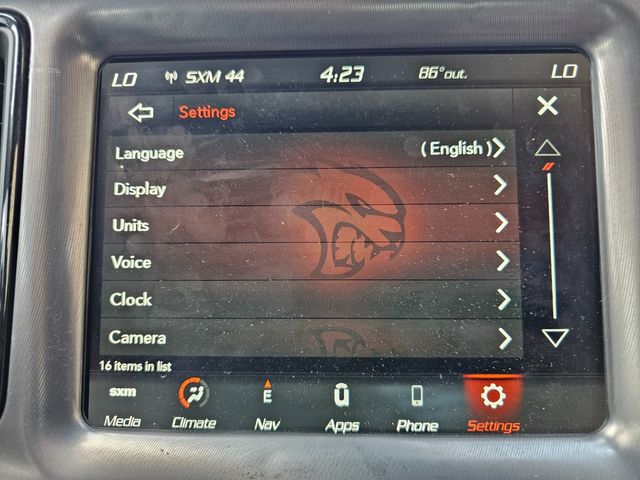 LO SXM 44 4:23 86° out. LO
Settings
Language (English)
Display
Units
Voice
Clock
Camera
16 items in list
sxm E
Media Climate Nav Apps Phone Settings